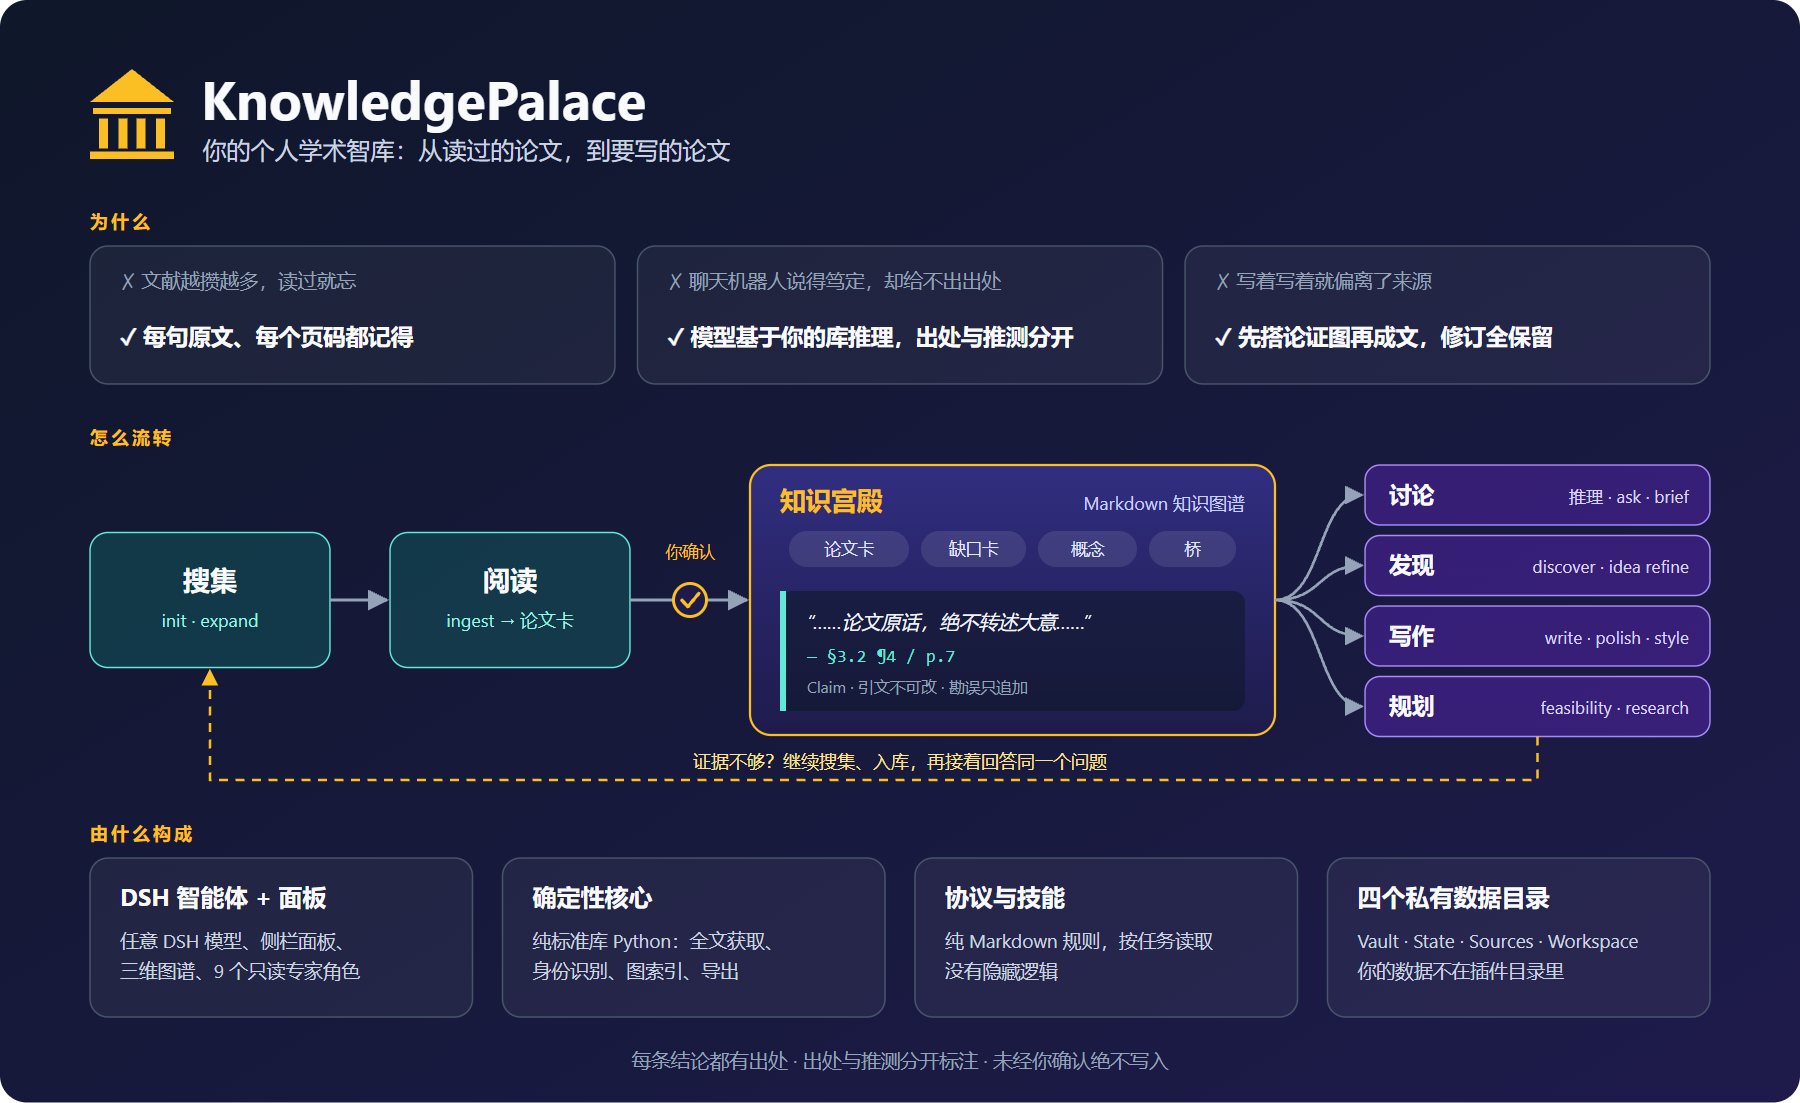 KnowledgePalace
你的个人学术智库：从读过的论文，到要写的论文
为什么
✗ 文献越攒越多，读过就忘
✓ 每句原文、每个页码都记得
✗ 聊天机器人说得笃定，却给不出出处
✓ 模型基于你的库推理，出处与推测分开
✗ 写着写着就偏离了来源
✓ 先搭论证图再成文，修订全保留
怎么流转
搜集
init · expand
阅读
ingest → 论文卡
你确认
知识宫殿
Markdown 知识图谱
论文卡
缺口卡
概念
桥
“……论文原话，绝不转述大意……”
— §3.2 ¶4 / p.7
Claim · 引文不可改 · 勘误只追加
讨论
推理 · ask · brief
发现
discover · idea refine
写作
write · polish · style
规划
feasibility · research
证据不够？继续搜集、入库，再接着回答同一个问题
由什么构成
DSH 智能体 + 面板
任意 DSH 模型、侧栏面板、
三维图谱、9 个只读专家角色
确定性核心
纯标准库 Python：全文获取、
身份识别、图索引、导出
协议与技能
纯 Markdown 规则，按任务读取
没有隐藏逻辑
四个私有数据目录
Vault · State · Sources · Workspace
你的数据不在插件目录里
每条结论都有出处 · 出处与推测分开标注 · 未经你确认绝不写入